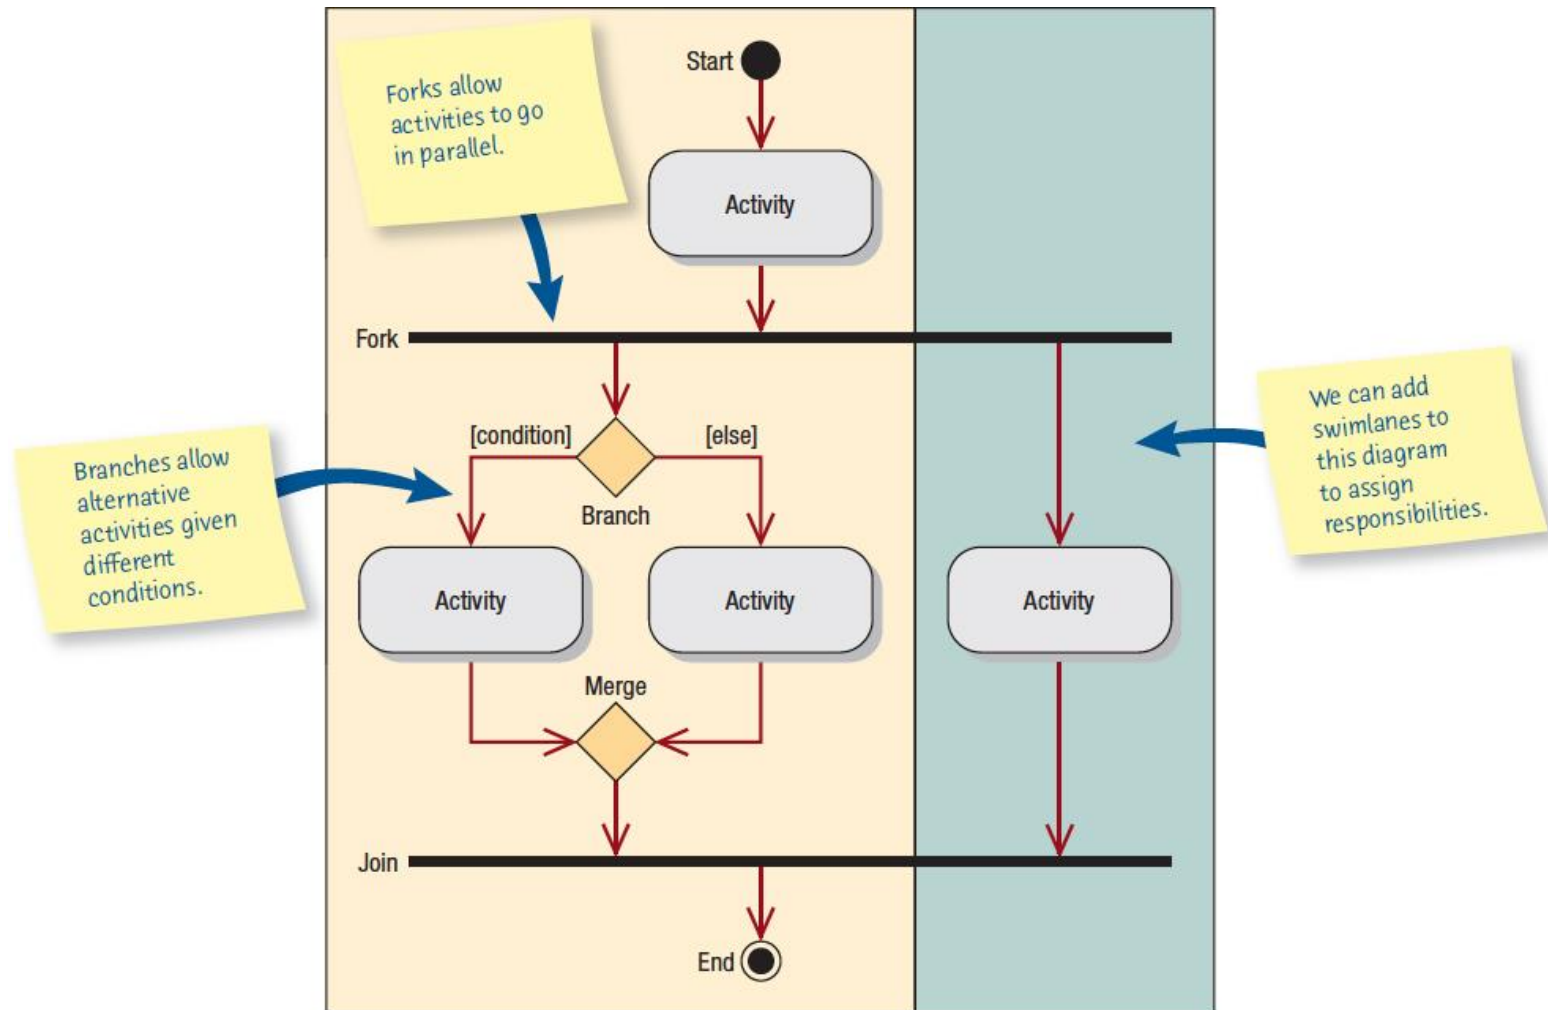 Start
Forks allow
activities to go
in parallel.
Activity
Fork
[condition]
[else]
Branch
Branches allow
alternative
activities given
different
conditions.
We can add
swimlanes to
this diagram
to assign
responsibilities.
Activity
Activity
Activity
Merge
Join
End